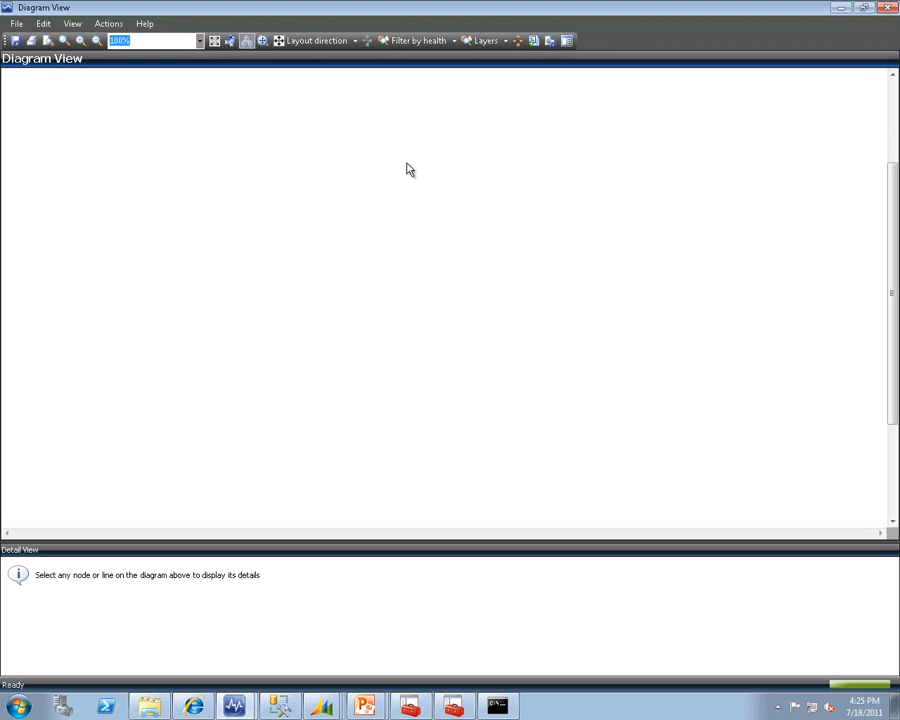 Diagram View
File Edit View Actions Help
100% Layout direction Filter by health Layers
Diagram View
Detail View
Select any node or line on the diagram above to display its details
Ready
4:25 PM
7/18/2011